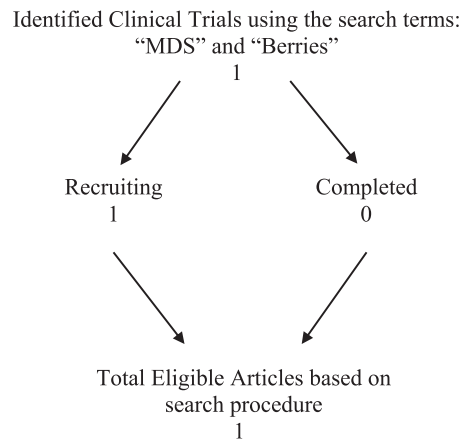 Identified Clinical Trials using the search terms:
“MDS” and “Berries”
1
Recruiting
1
Completed
0
Total Eligible Articles based on
search procedure
1